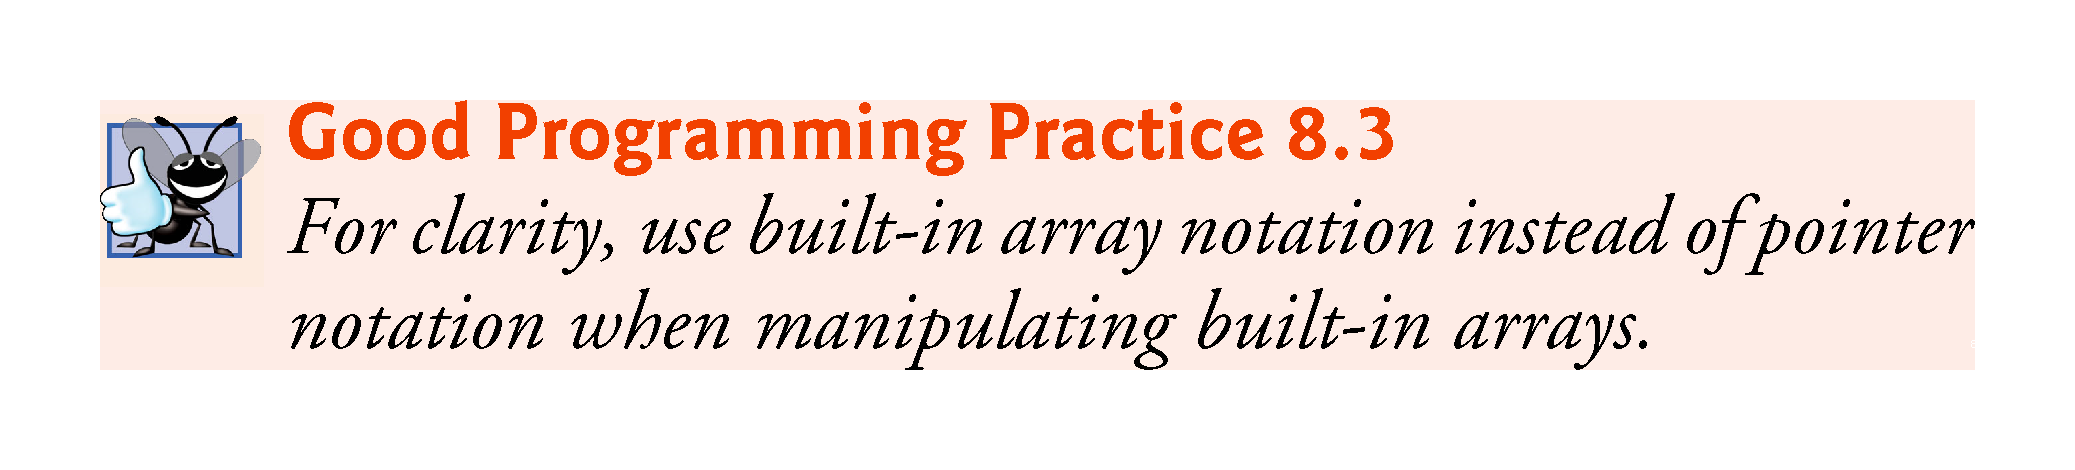 Good Programming Practice 8.3
For clarity, use built-in array notation instead of pointer
notation when manipulating built-in arrays.